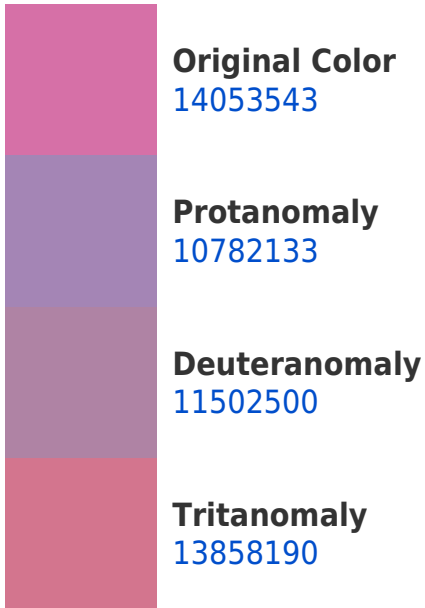 Original Color
14053543
Protanomaly
10782133
Deuteranomaly
11502500
Tritanomaly
13858190